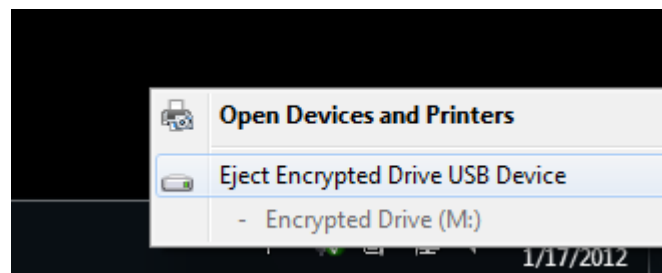 Open Devices and Printers
Eject Encrypted Drive USB Device
- Encrypted Drive (M:)
1/17/2012